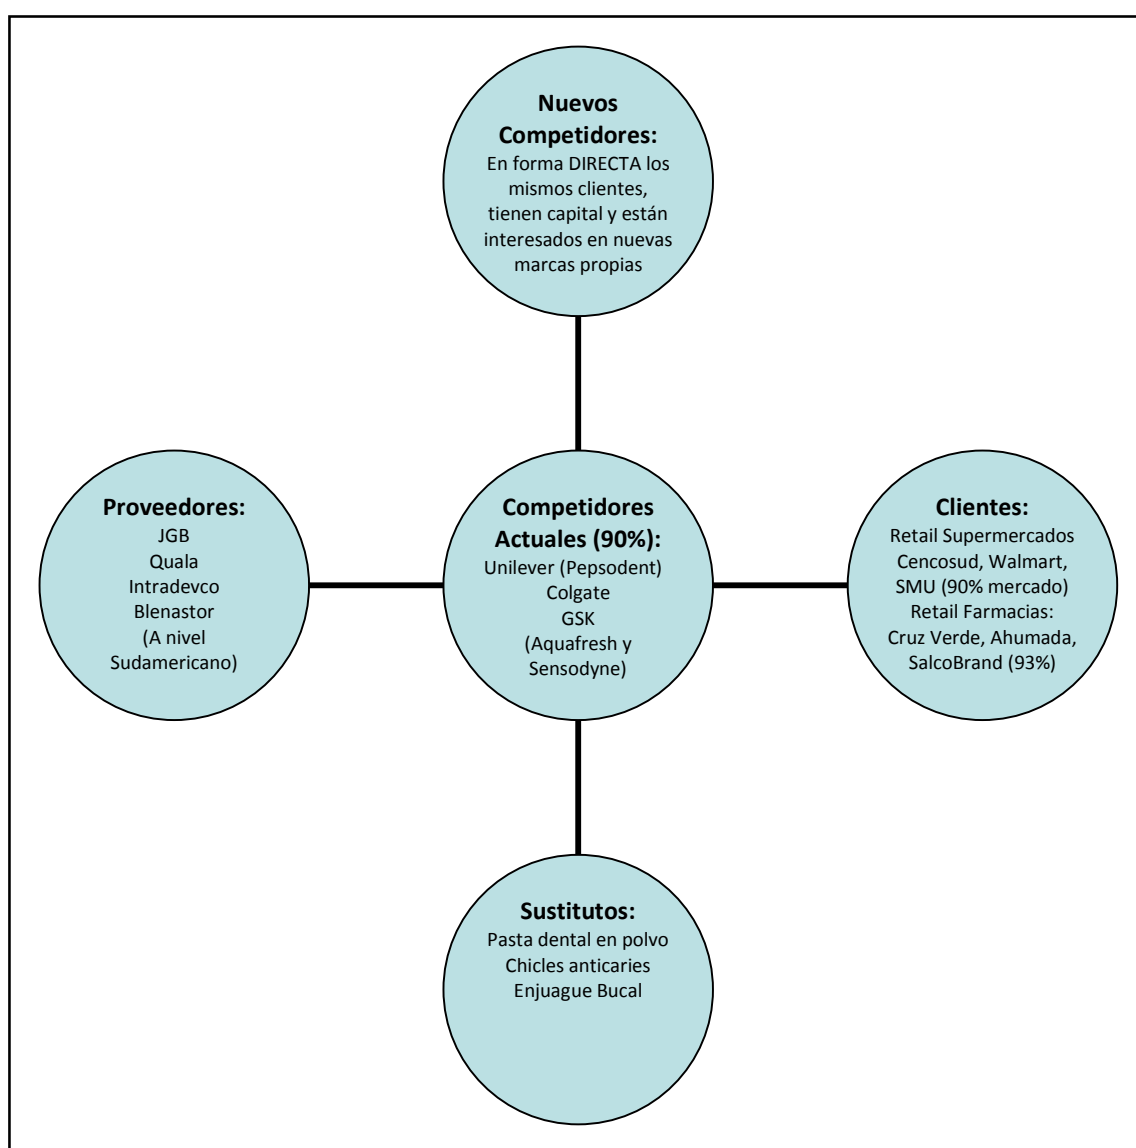 Nuevos
Competidores:
En forma DIRECTA los
mismos clientes,
tienen capital y están
interesados en nuevas
marcas propias
Proveedores:
JGB
Quala
Intradevco
Blenastor
(A nivel
Sudamericano)
Competidores
Actuales (90%):
Unilever (Pepsodent)
Colgate
GSK
(Aquafresh y
Sensodyne)
Clientes:
Retail Supermercados
Cencosud, Walmart,
SMU (90% mercado)
Retail Farmacias:
Cruz Verde, Ahumada,
SalcoBrand (93%)
Sustitutos:
Pasta dental en polvo
Chicles anticaries
Enjuague Bucal